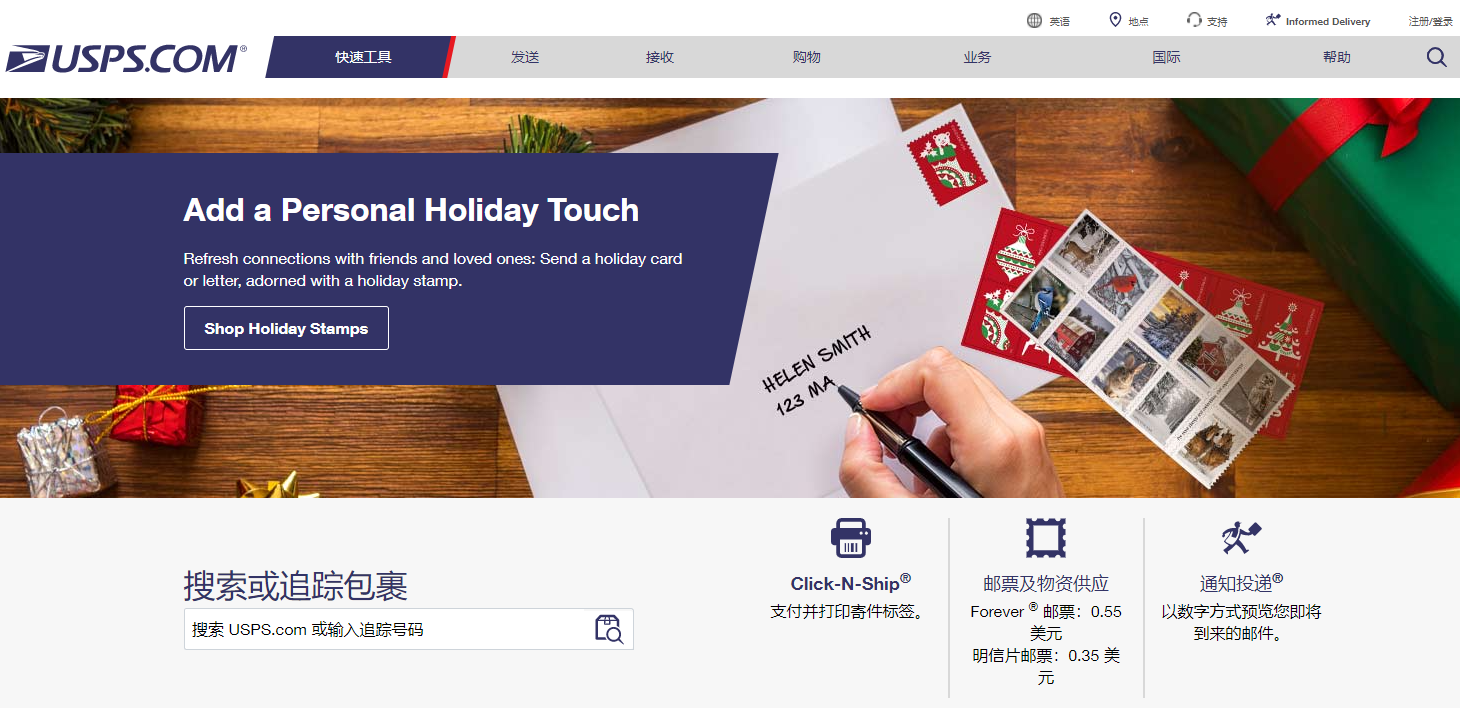 英语
地点
支持
Informed Delivery
注册/登录
USPS.COM®
快速工具
发送
接收
购物
业务
国际
帮助
Add a Personal Holiday Touch
Refresh connections with friends and loved ones: Send a holiday card
or letter, adorned with a holiday stamp.
Shop Holiday Stamps
HELEN SMITH
123 MA
搜索或追踪包裹
搜索 USPS.com 或输入追踪号码
Click-N-Ship®
支付并打印寄件标签。
邮票及物资供应
Forever ® 邮票：0.55
美元
明信片邮票：0.35 美
元
通知投递®
以数字方式预览您即将
到来的邮件。